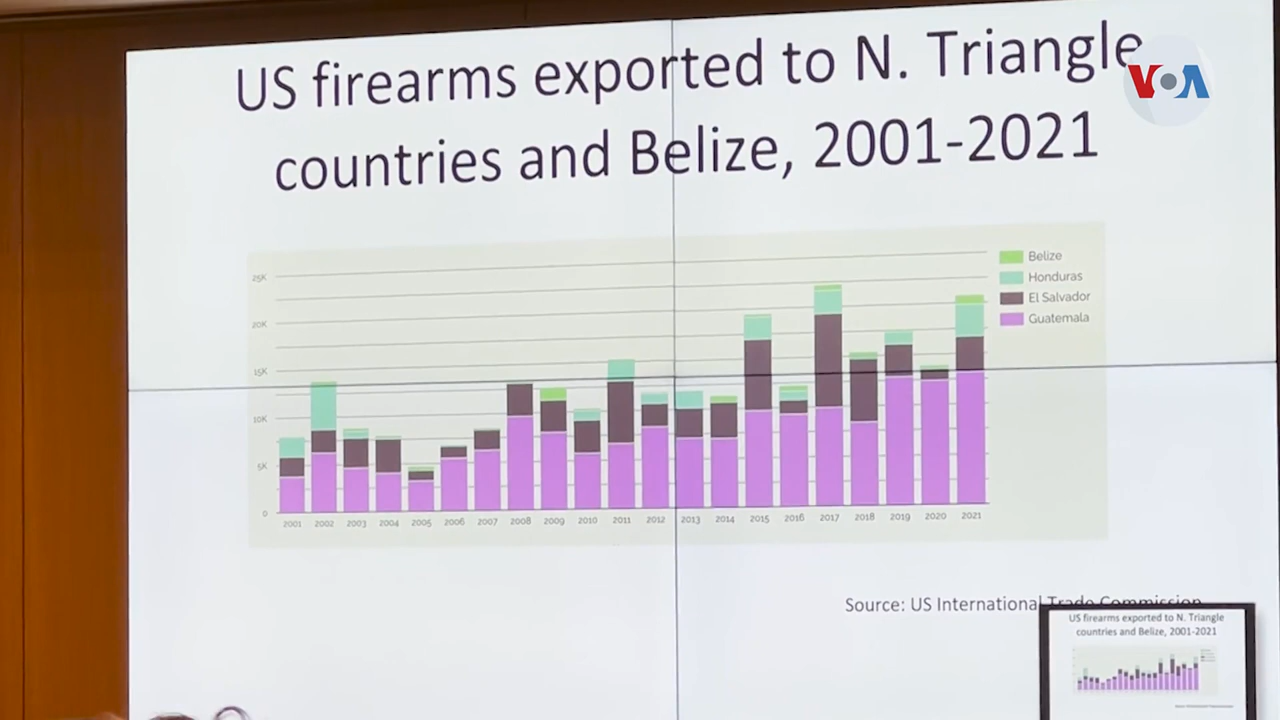 US firearms exported to N. Triangle
countries and Belize, 2001-2021
VOA
25K
20K
15K
10K
5K
0
2001 2002 2003 2004 2005 2006 2007 2008 2009 2010 2011 2012 2013 2014 2015 2016 2017 2018 2019 2020 2021
Belize
Honduras
El Salvador
Guatemala
Source: US International Trade Commission
US firearms exported to N. Triangle
countries and Belize, 2001-2021